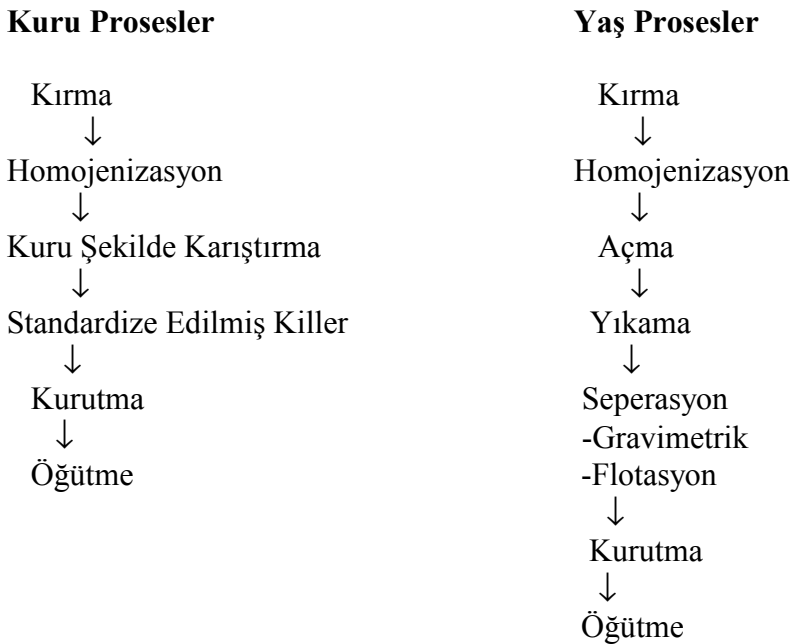 Kuru Prosesler
Kırma
↓
Homojenizasyon
↓
Kuru Şekilde Karıştırma
↓
Standardize Edilmiş Killer
↓
Kurutma
↓
Öğütme
Yaş Prosesler
Kırma
↓
Homojenizasyon
↓
Açma
↓
Yıkama
↓
Seperasyon
-Gravimetrik
-Flotasyon
↓
Kurutma
↓
Öğütme